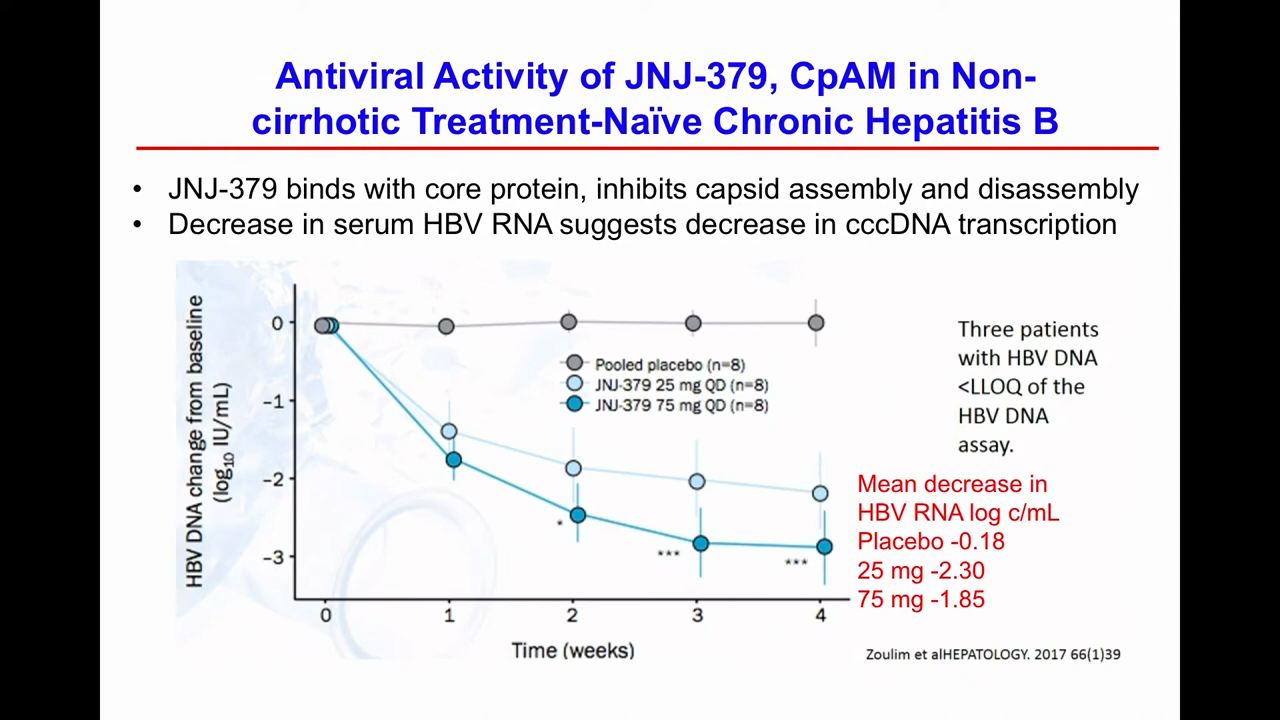 Antiviral Activity of JNJ-379, CpAM in Non-
cirrhotic Treatment-Naïve Chronic Hepatitis B
• JNJ-379 binds with core protein, inhibits capsid assembly and disassembly
• Decrease in serum HBV RNA suggests decrease in cccDNA transcription
HBV DNA change from baseline
(log10 IU/mL)
0
-1
-2
-3
Pooled placebo (n=8)
JNJ-379 25 mg QD (n=8)
JNJ-379 75 mg QD (n=8)
*
***
***
0 1 2 3 4
Time (weeks)
Three patients
with HBV DNA
<LLOQ of the
HBV DNA
assay.
Mean decrease in
HBV RNA log c/mL
Placebo -0.18
25 mg -2.30
75 mg -1.85
Zoulim et alHEPATOLOGY. 2017 66(1)39